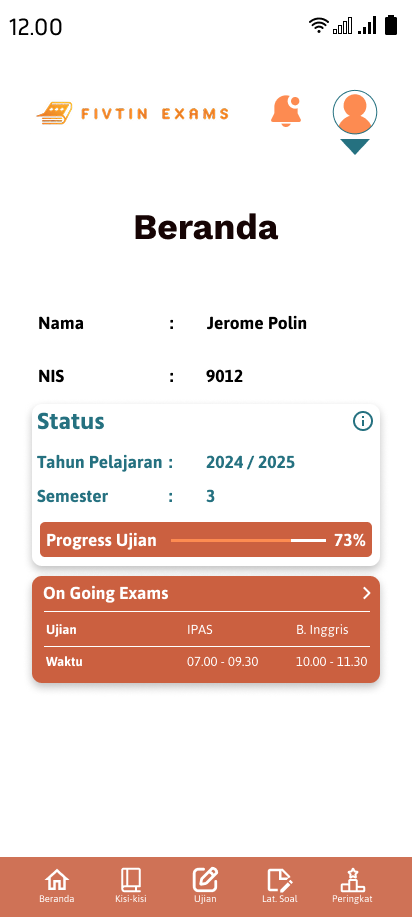 12.00
FIVTIN EXAMS
Beranda
Nama : Jerome Polin
NIS : 9012
Status
Tahun Pelajaran : 2024 / 2025
Semester : 3
Progress Ujian 73%
On Going Exams
Ujian IPAS B. Inggris
Waktu 07.00 - 09.30 10.00 - 11.30
Beranda Kisi-kisi Ujian Lat. Soal Peringkat